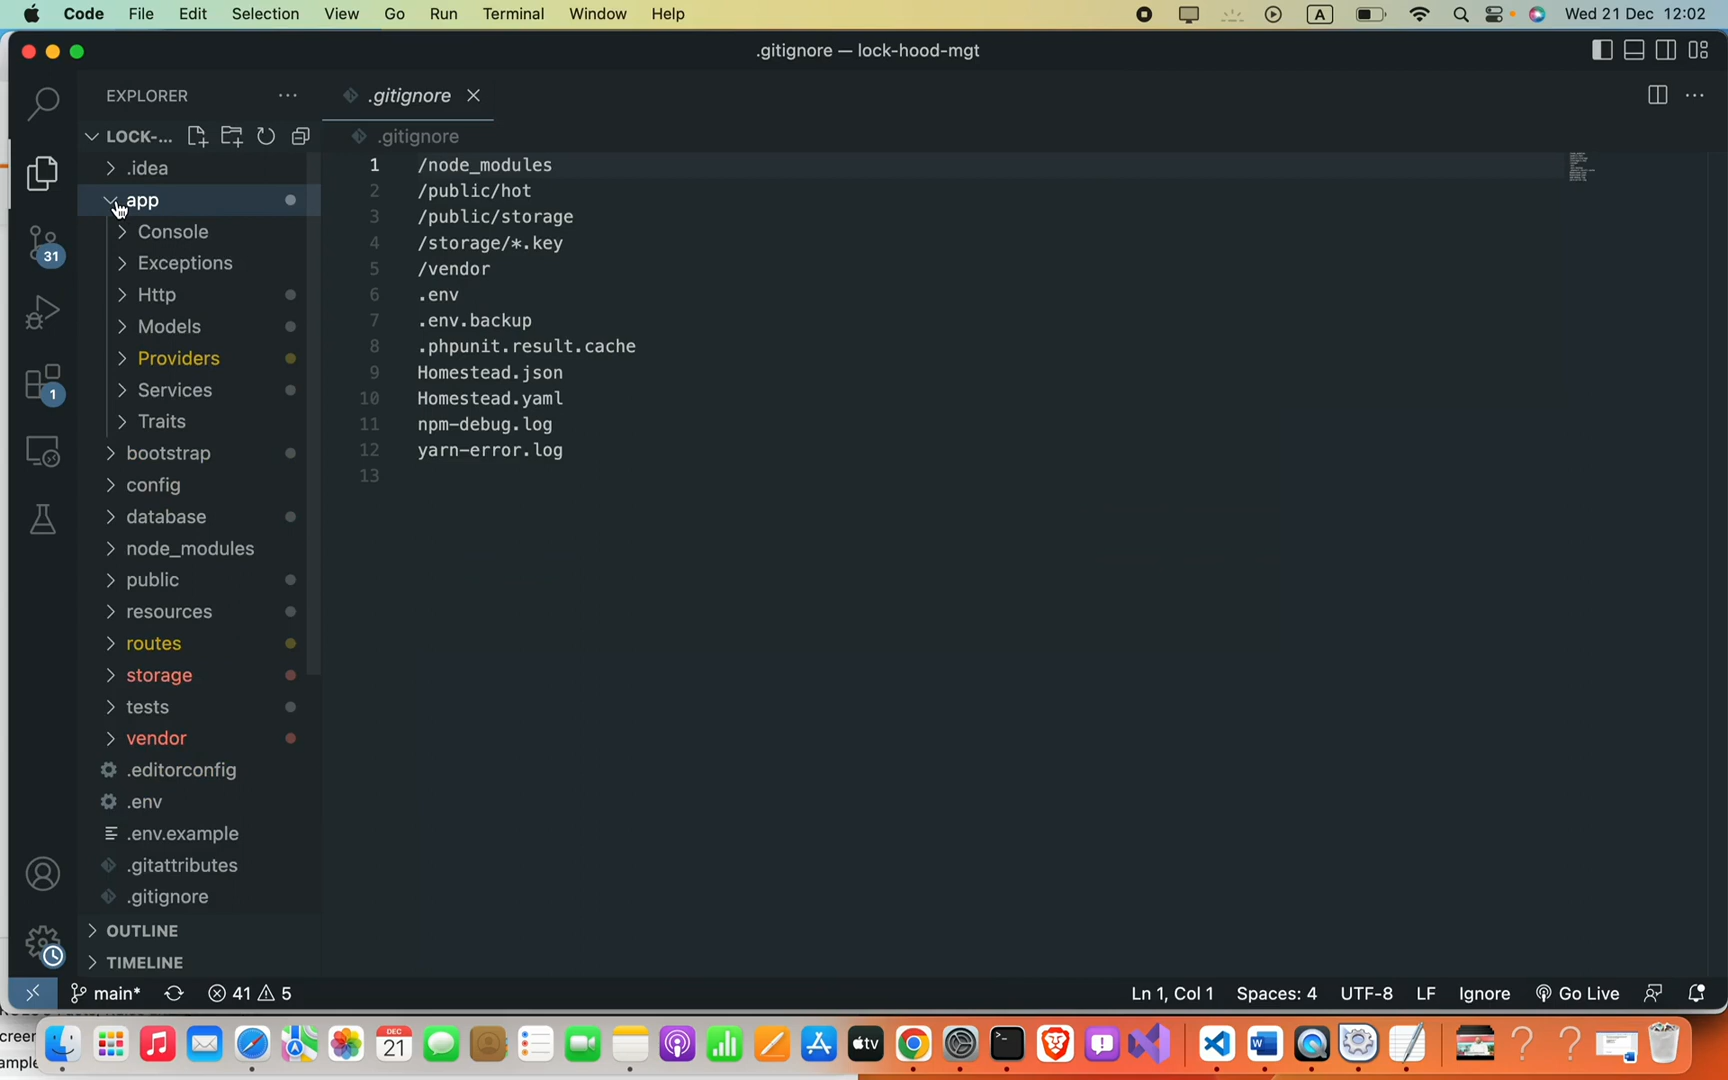 Code File Edit Selection View Go Run Terminal Window Help A Wed 21 Dec 12:02
.gitignore — lock-hood-mgt
EXPLORER
.gitignore
LOCK-...
.gitignore
.idea
app
Console
Exceptions
Http
Models
Providers
Services
Traits
bootstrap
config
database
node_modules
public
resources
routes
storage
tests
vendor
.editorconfig
.env
.env.example
.gitattributes
.gitignore
OUTLINE
TIMELINE
31
1
1 /node_modules
2 /public/hot
3 /public/storage
4 /storage/*.key
5 /vendor
6 .env
7 .env.backup
8 .phpunit.result.cache
9 Homestead.json
10 Homestead.yaml
11 npm-debug.log
12 yarn-error.log
13
main* 41 5 Ln 1, Col 1 Spaces: 4 UTF-8 LF Ignore Go Live
DEC
21
tv